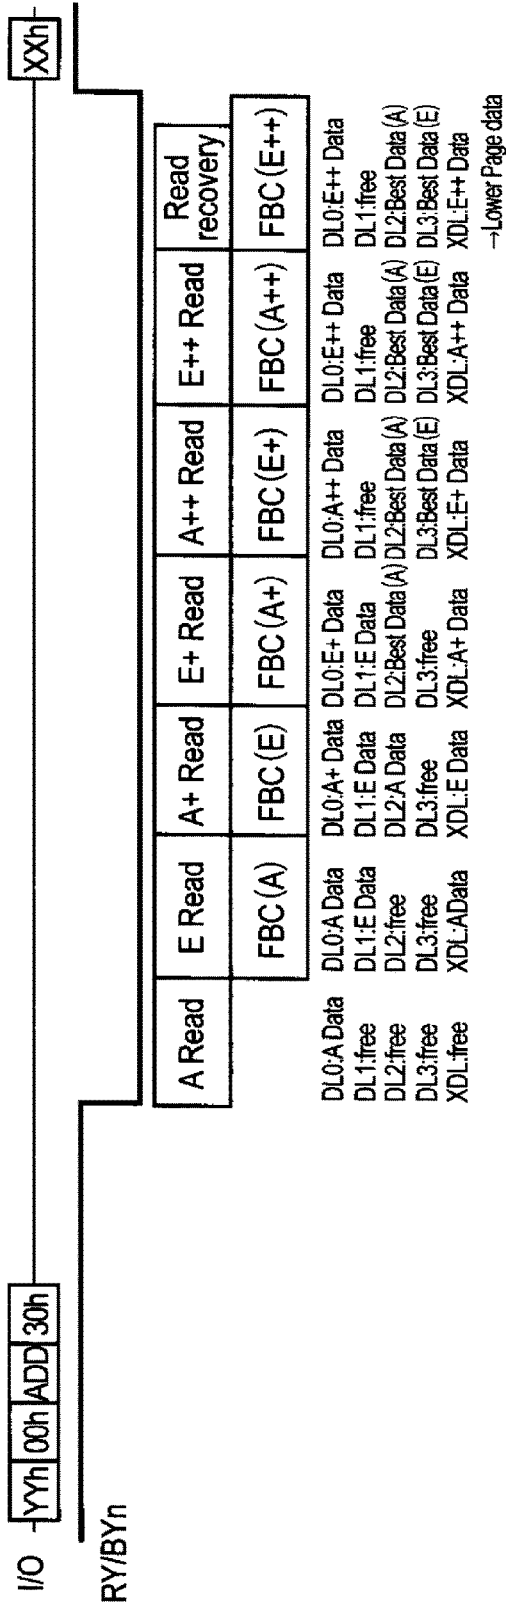 I/O YYh 00h ADD 30h XXh
RY/BYn
A Read E Read A+ Read E+ Read A++ Read E++ Read Read recovery
FBC(A) FBC(E) FBC(A+) FBC(E+) FBC(A++) FBC(E++)
DL0:A Data
DL1:free
DL2:free
DL3:free
XDL:free
DL0:A Data
DL1:E Data
DL2:free
DL3:free
XDL:AData
DL0:A+ Data
DL1:E Data
DL2:A Data
DL3:free
XDL:E Data
DL0:E+ Data
DL1:E Data
DL2:Best Data(A)
DL3:free
XDL:A+ Data
DL0:A++ Data
DL1:free
DL2:Best Data(A)
DL3:Best Data(E)
XDL:E+ Data
DL0:E++ Data
DL1:free
DL2:Best Data(A)
DL3:Best Data(E)
XDL:A++ Data
DL0:E++ Data
DL1:free
DL2:Best Data(A)
DL3:Best Data(E)
XDL:E++ Data
→Lower Page data